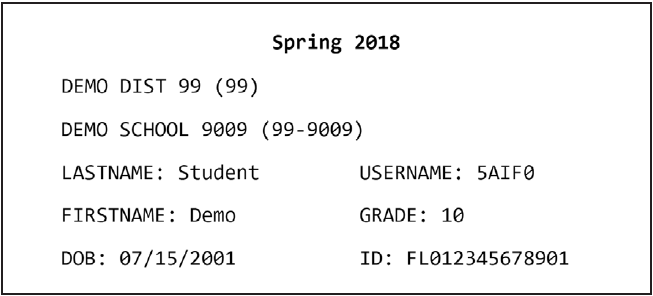 Spring 2018
DEMO DIST 99 (99)
DEMO SCHOOL 9009 (99-9009)
LASTNAME: Student USERNAME: 5AIF0
FIRSTNAME: Demo GRADE: 10
DOB: 07/15/2001 ID: FL012345678901